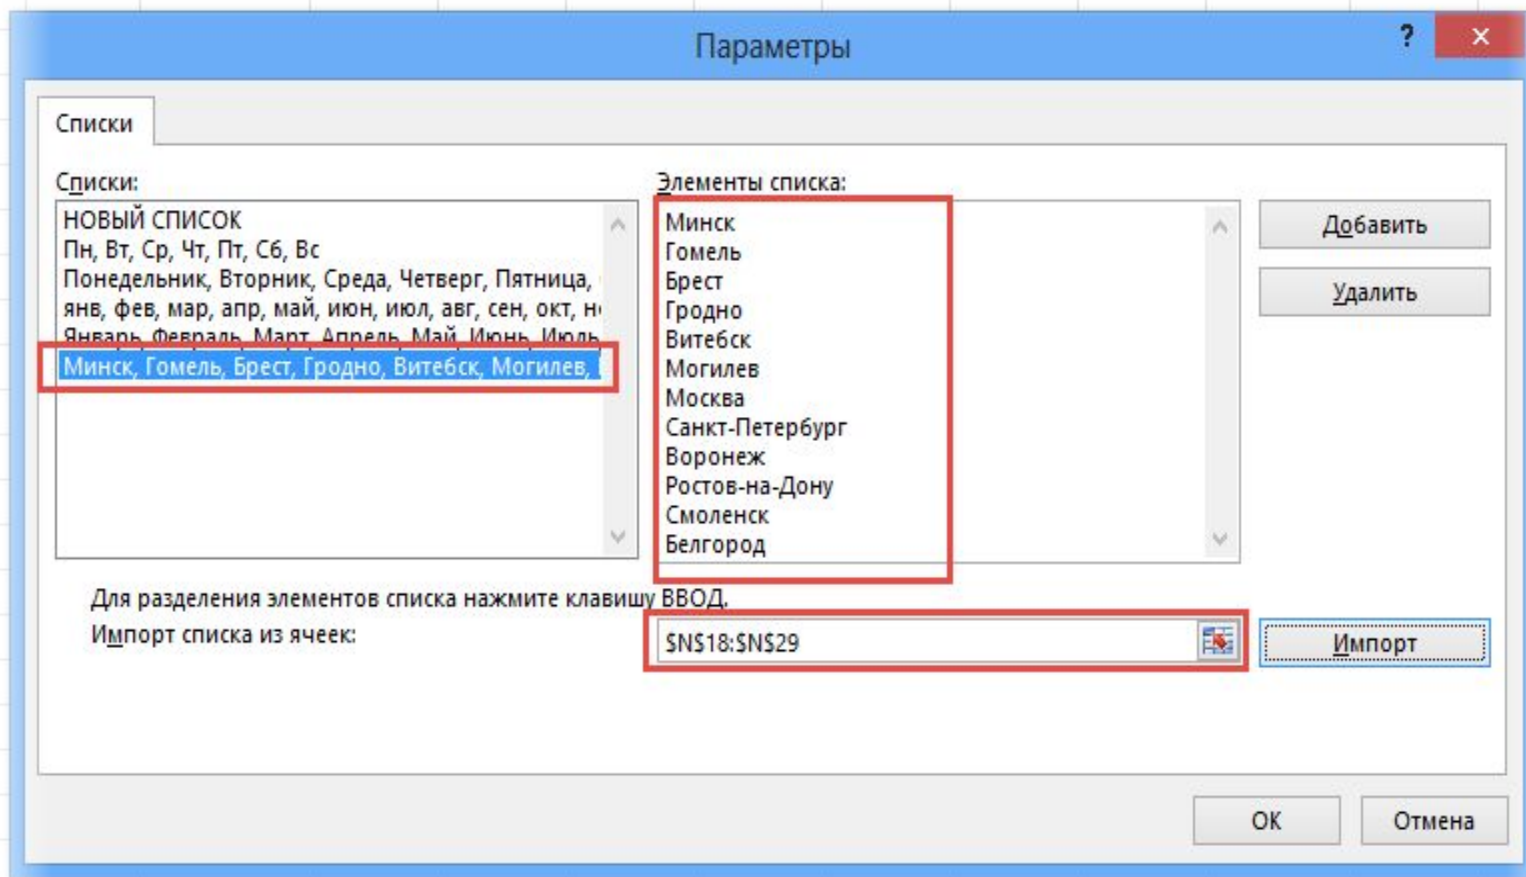 Параметры
?
Списки
Списки:
НОВЫЙ СПИСОК
Пн, Вт, Ср, Чт, Пт, Сб, Вс
Понедельник, Вторник, Среда, Четверг, Пятница,
янв, фев, мар, апр, май, июн, июл, авг, сен, окт,
Январь, Февраль, Март, Апрель, Май, Июнь, Июль,
Минск, Гомель, Брест, Гродно, Витебск, Могилев,
Элементы списка:
Минск
Гомель
Брест
Гродно
Витебск
Могилев
Москва
Санкт-Петербург
Воронеж
Ростов-на-Дону
Смоленск
Белгород
Добавить
Удалить
Для разделения элементов списка нажмите клавишу ВВОД.
Импорт списка из ячеек:
$N$18:$N$29
Импорт
ОК
Отмена